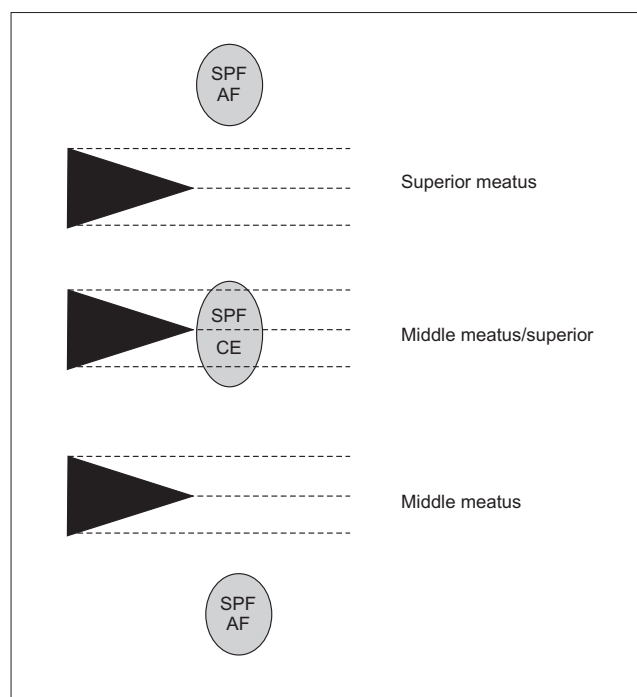 SPF
AF
Superior meatus
SPF
CE
Middle meatus/superior
Middle meatus
SPF
AF